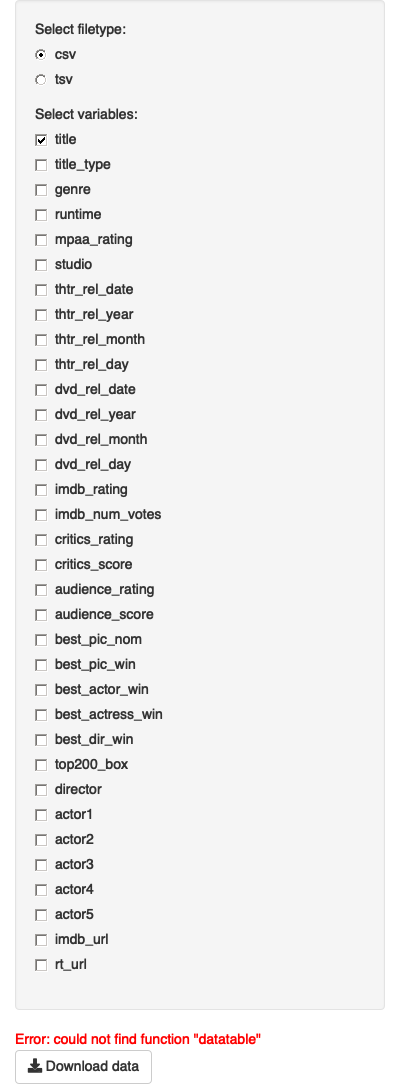 Select filetype:
csv
tsv
Select variables:
title
title_type
genre
runtime
mpaa_rating
studio
thtr_rel_date
thtr_rel_year
thtr_rel_month
thtr_rel_day
dvd_rel_date
dvd_rel_year
dvd_rel_month
dvd_rel_day
imdb_rating
imdb_num_votes
critics_rating
critics_score
audience_rating
audience_score
best_pic_nom
best_pic_win
best_actor_win
best_actress_win
best_dir_win
top200_box
director
actor1
actor2
actor3
actor4
actor5
imdb_url
rt_url
Error: could not find function "datatable"
Download data